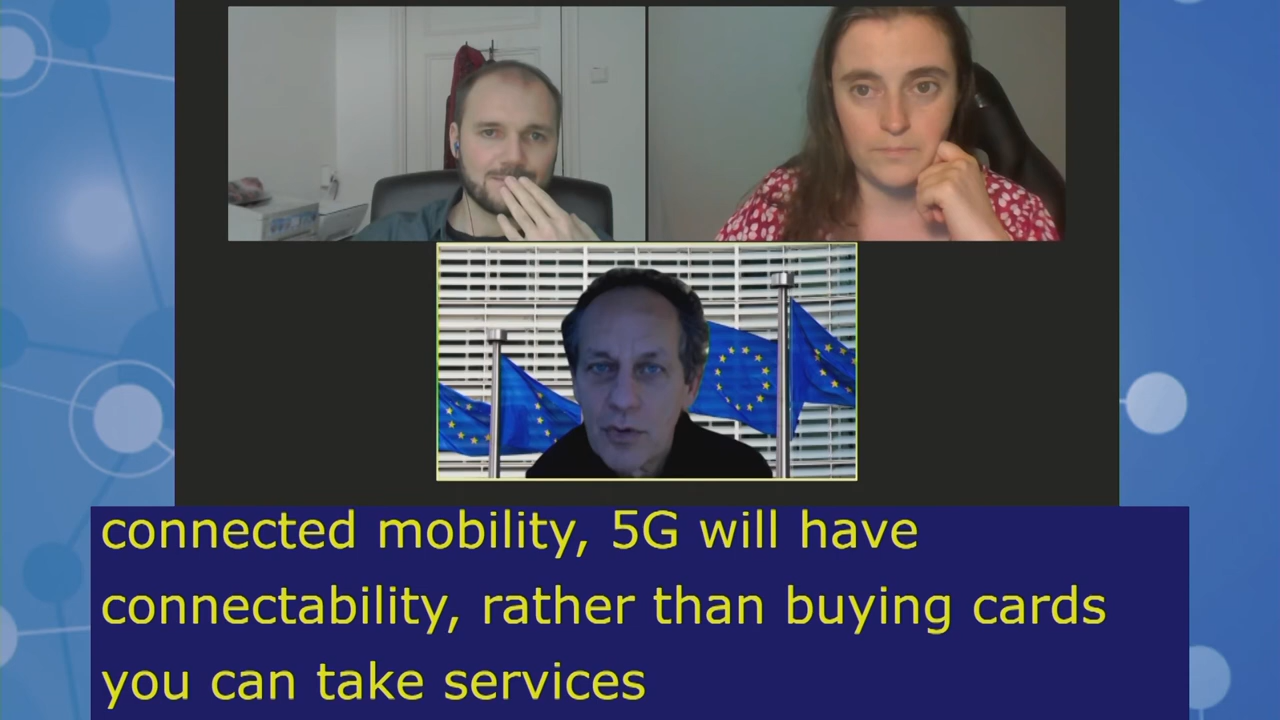 connected mobility, 5G will have
connectability, rather than buying cards
you can take services